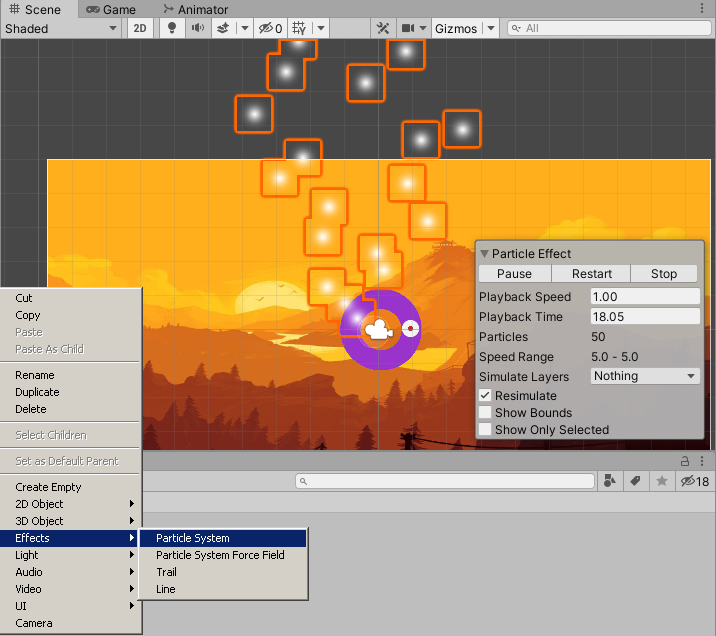 Scene Game Animator
Shaded 2D 0 Gizmos All
Particle Effect
Pause Restart Stop
Playback Speed 1.00
Playback Time 18.05
Particles 50
Speed Range 5.0 - 5.0
Simulate Layers Nothing
Resimulate
Show Bounds
Show Only Selected
18
Cut
Copy
Paste
Paste As Child
Rename
Duplicate
Delete
Select Children
Set as Default Parent
Create Empty
2D Object
3D Object
Effects
Light
Audio
Video
UI
Camera
Particle System
Particle System Force Field
Trail
Line